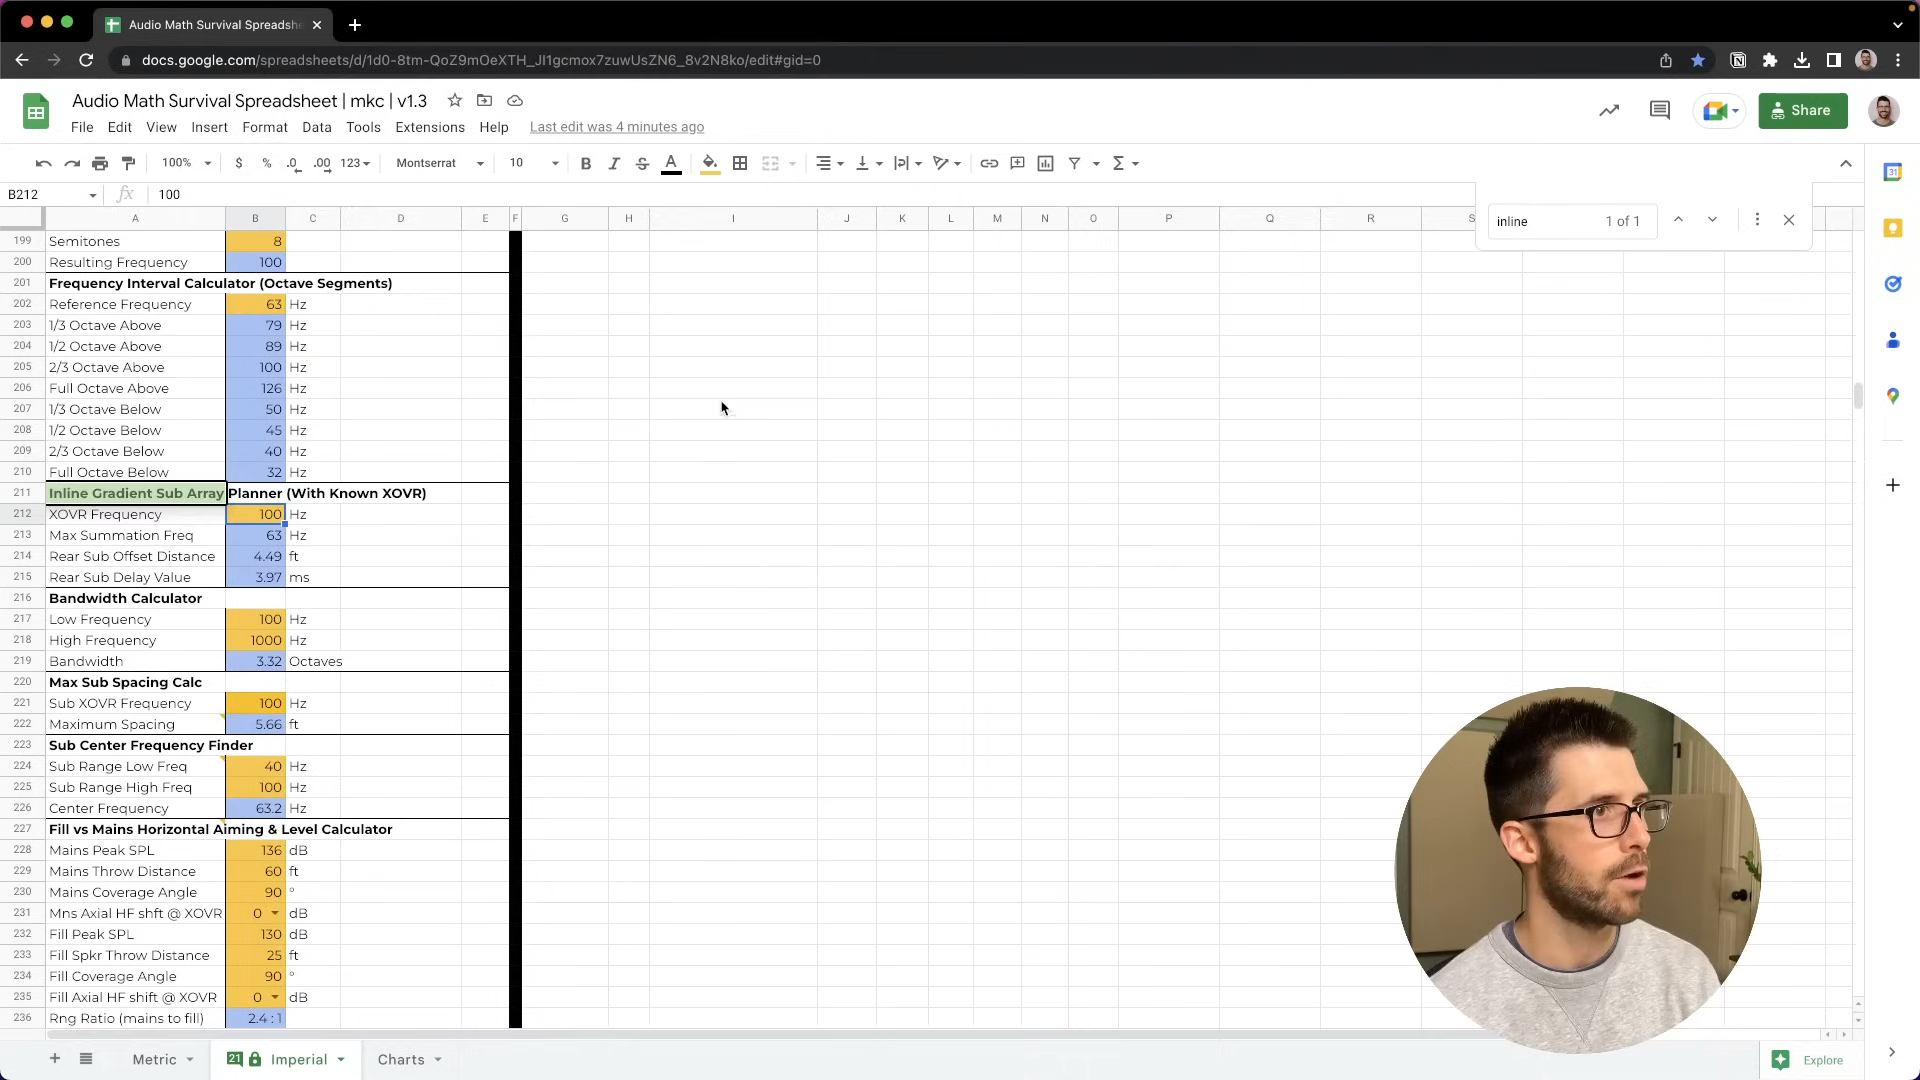 Audio Math Survival Spreadshe
docs.google.com/spreadsheets/d/1d0-8tm-QoZ9mOeXTH_JI1gcmox7zuwUsZN6_8v2N8ko/edit#gid=0
Audio Math Survival Spreadsheet | mkc | v1.3
Share
File Edit View Insert Format Data Tools Extensions Help Last edit was 4 minutes ago
100% $ % .0 .00 123 Montserrat 10 B I S A
B212 fx 100
inline 1 of 1
A B C D E F G H I J K L M N O P Q R S
199 Semitones 8
200 Resulting Frequency 100
201 Frequency Interval Calculator (Octave Segments)
202 Reference Frequency 63 Hz
203 1/3 Octave Above 79 Hz
204 1/2 Octave Above 89 Hz
205 2/3 Octave Above 100 Hz
206 Full Octave Above 126 Hz
207 1/3 Octave Below 50 Hz
208 1/2 Octave Below 45 Hz
209 2/3 Octave Below 40 Hz
210 Full Octave Below 32 Hz
211 Inline Gradient Sub Array Planner (With Known XOVR)
212 XOVR Frequency 100 Hz
213 Max Summation Freq 63 Hz
214 Rear Sub Offset Distance 4.49 ft
215 Rear Sub Delay Value 3.97 ms
216 Bandwidth Calculator
217 Low Frequency 100 Hz
218 High Frequency 1000 Hz
219 Bandwidth 3.32 Octaves
220 Max Sub Spacing Calc
221 Sub XOVR Frequency 100 Hz
222 Maximum Spacing 5.66 ft
223 Sub Center Frequency Finder
224 Sub Range Low Freq 40 Hz
225 Sub Range High Freq 100 Hz
226 Center Frequency 63.2 Hz
227 Fill vs Mains Horizontal Aiming & Level Calculator
228 Mains Peak SPL 136 dB
229 Mains Throw Distance 60 ft
230 Mains Coverage Angle 90 °
231 Mns Axial HF shft @ XOVR 0 dB
232 Fill Peak SPL 130 dB
233 Fill Spkr Throw Distance 25 ft
234 Fill Coverage Angle 90 °
235 Fill Axial HF shift @ XOVR 0 dB
236 Rng Ratio (mains to fill) 2.4 : 1
Metric 21 Imperial Charts Explore
31